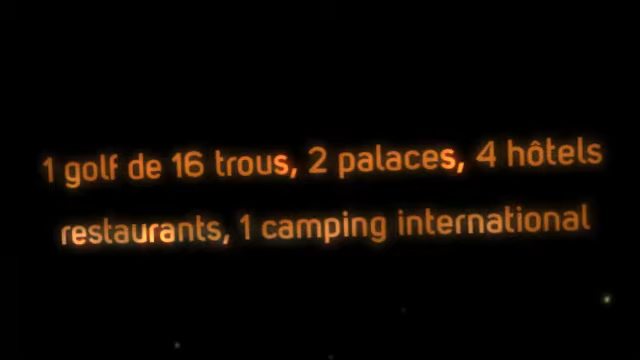 1 golf de 16 trous, 2 palaces, 4 hôtels
restaurants, 1 camping international